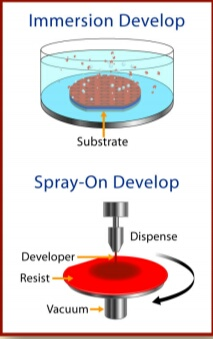 Immersion Develop
Substrate
Spray-On Develop
Dispense
Developer
Resist
Vacuum